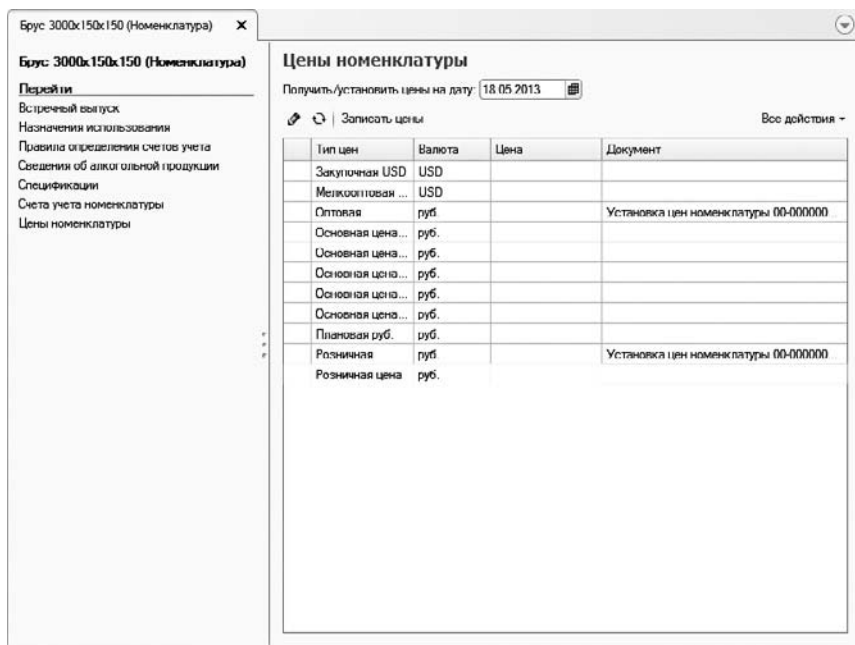 Брус 3000x150x150 (Номенклатура)
Брус 3000x150x150 (Номенклатура)
Перейти
Встречный выпуск
Назначения использования
Правила определения счетов учета
Сведения об алкогольной продукции
Спецификации
Счета учета номенклатуры
Цены номенклатуры
Цены номенклатуры
Получить/установить цены на дату: 18.05.2013
Записать цены Все действия
Тип цен Валюта Цена Документ
Закупочная USD USD
Мелкооптовая ... USD
Оптовая руб. Установка цен номенклатуры 00-000000...
Основная цена... руб.
Основная цена... руб.
Основная цена... руб.
Основная цена... руб.
Основная цена... руб.
Плановая руб. руб.
Розничная руб. Установка цен номенклатуры 00-000000...
Розничная цена руб.